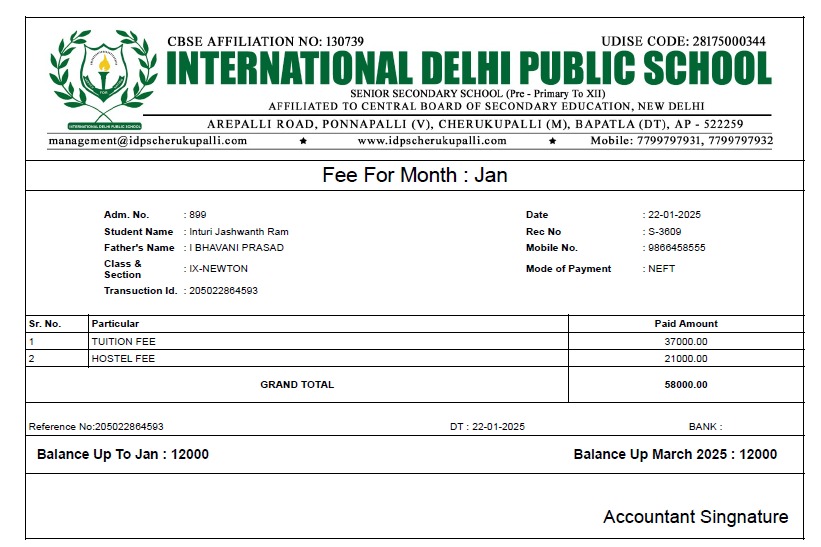 CBSE AFFILIATION NO: 130739 UDISE CODE: 28175000344
INTERNATIONAL DELHI PUBLIC SCHOOL
SENIOR SECONDARY SCHOOL (Pre - Primary To XII)
AFFILIATED TO CENTRAL BOARD OF SECONDARY EDUCATION, NEW DELHI
INTERNATIONAL DELHI PUBLIC SCHOOL
AREPALLI ROAD, PONNAPALLI (V), CHERUKUPALLI (M), BAPATLA (DT), AP - 522259
management@idpscherukupalli.com ★ www.idpscherukupalli.com ★ Mobile: 7799797931, 7799797932
Fee For Month : Jan
Adm. No. : 899 Date : 22-01-2025
Student Name : Inturi Jashwanth Ram Rec No : S-3609
Father's Name : I BHAVANI PRASAD Mobile No. : 9866458555
Class & Section : IX-NEWTON Mode of Payment : NEFT
Transuction Id. : 205022864593
Sr. No. Particular Paid Amount
1 TUITION FEE 37000.00
2 HOSTEL FEE 21000.00
GRAND TOTAL 58000.00
Reference No:205022864593 DT : 22-01-2025 BANK :
Balance Up To Jan : 12000 Balance Up March 2025 : 12000
Accountant Singnature